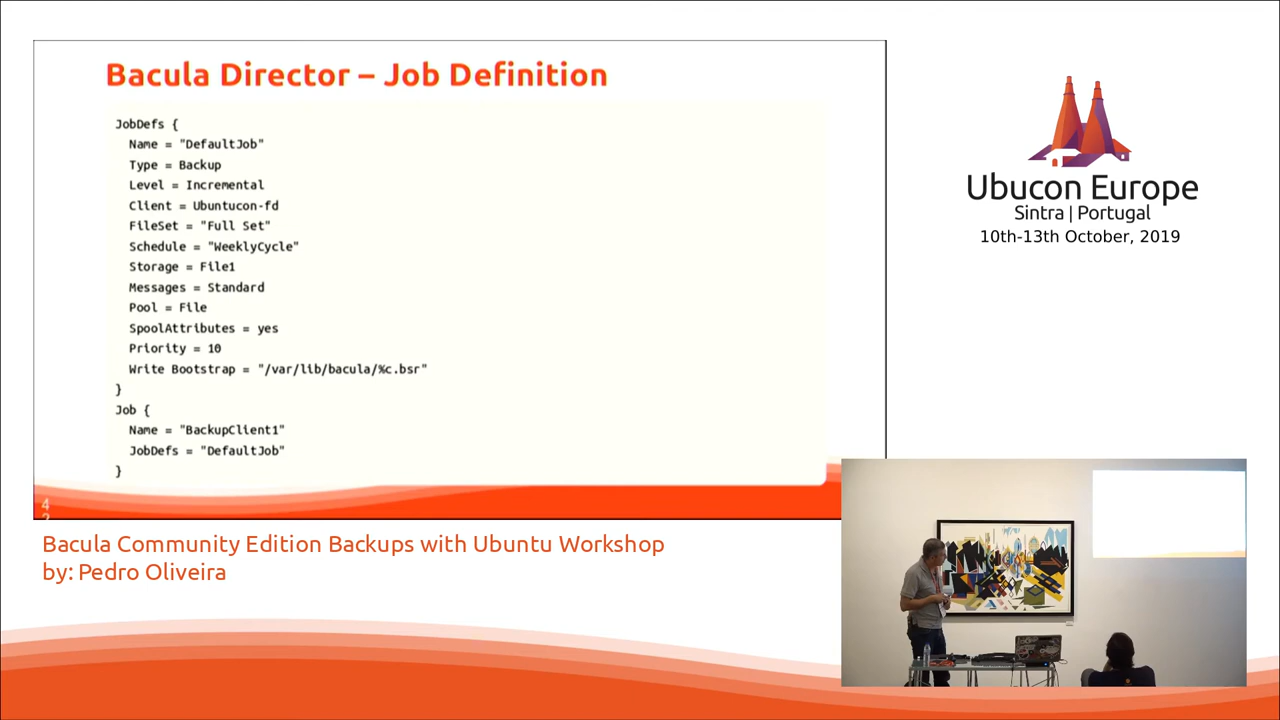 Bacula Director – Job Definition
JobDefs {
Name = "DefaultJob"
Type = Backup
Level = Incremental
Client = Ubuntucon-fd
FileSet = "Full Set"
Schedule = "WeeklyCycle"
Storage = File1
Messages = Standard
Pool = File
SpoolAttributes = yes
Priority = 10
Write Bootstrap = "/var/lib/bacula/%c.bsr"
}
Job {
Name = "BackupClient1"
JobDefs = "DefaultJob"
}
4
Bacula Community Edition Backups with Ubuntu Workshop
by: Pedro Oliveira
Ubucon Europe
Sintra | Portugal
10th-13th October, 2019